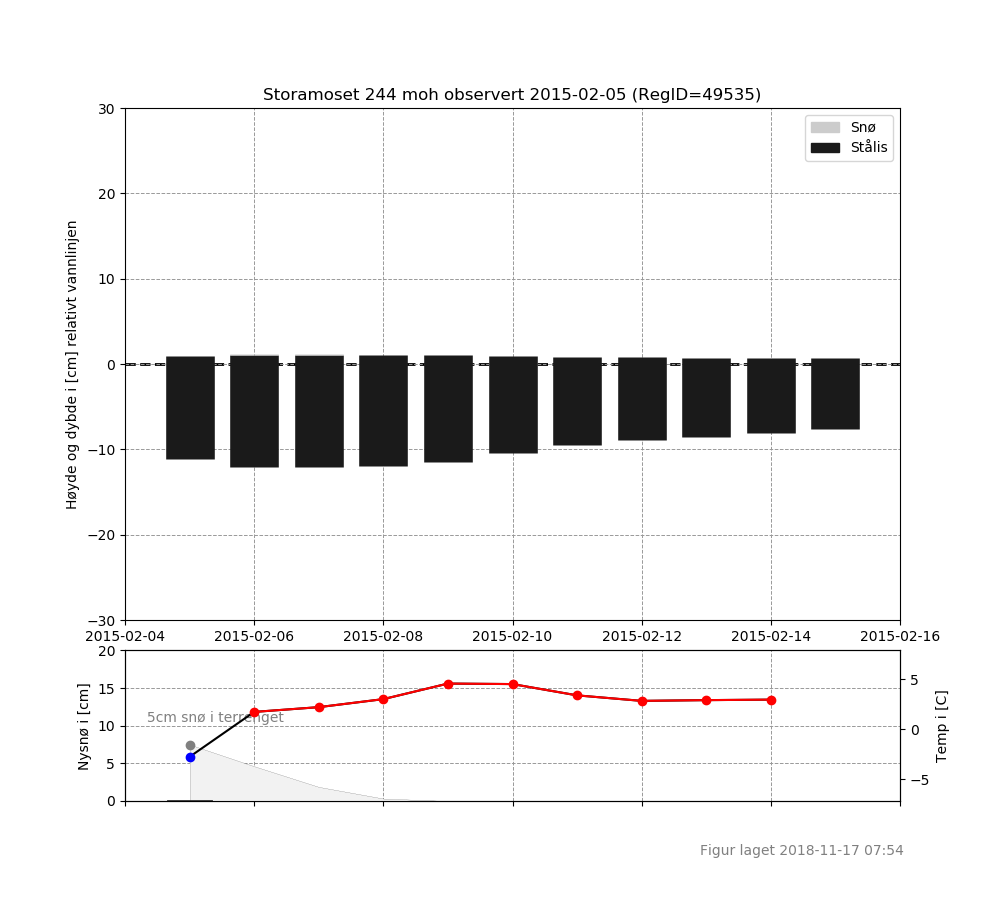 Storamoset 244 moh observert 2015-02-05 (RegID=49535)
Høyde og dybde i [cm] relativt vannlinjen
30
20
10
0
−10
−20
−30
Snø
Stålis
2015-02-04 2015-02-06 2015-02-08 2015-02-10 2015-02-12 2015-02-14 2015-02-16
Nysnø i [cm]
20
15
10
5
0
5cm snø i terrenget
5
0
−5
Temp i [C]
Figur laget 2018-11-17 07:54